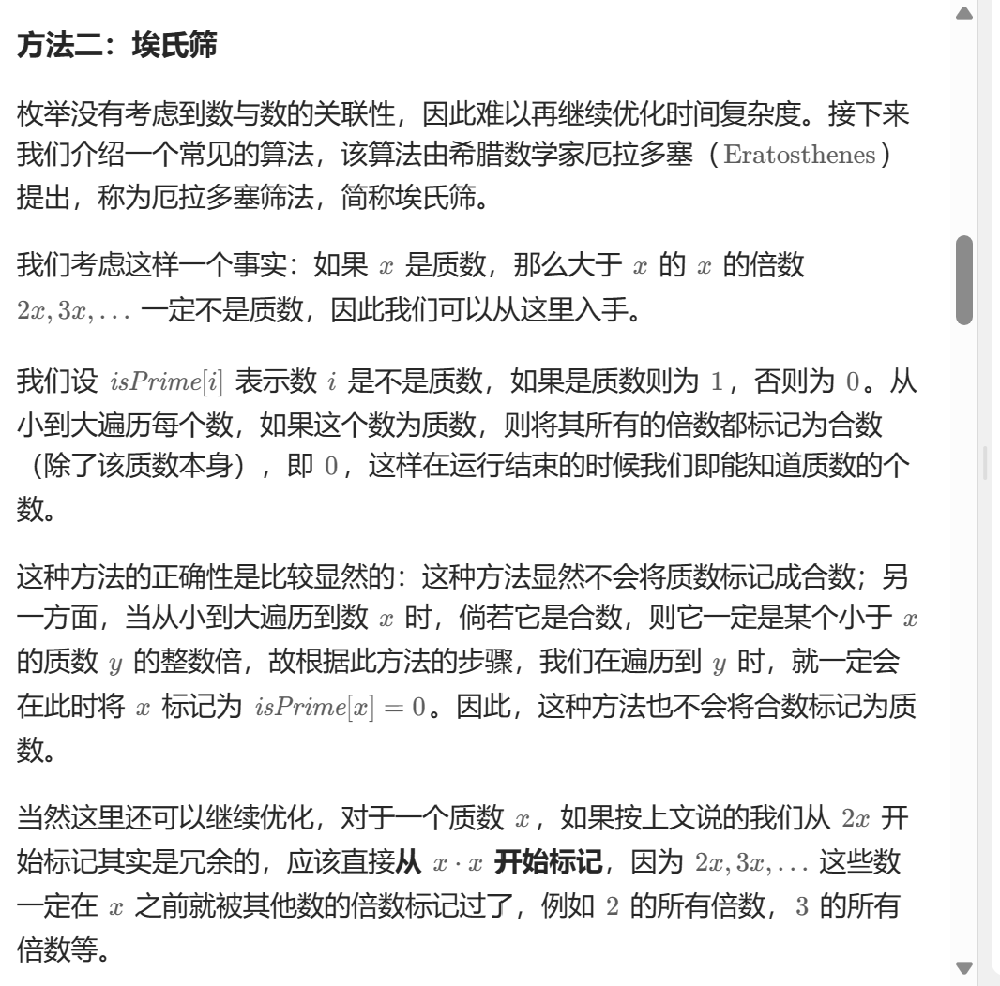 方法二：埃氏筛
枚举没有考虑到数与数的关联性，因此难以再继续优化时间复杂度。接下来
我们介绍一个常见的算法，该算法由希腊数学家厄拉多塞（Eratosthenes）
提出，称为厄拉多塞筛法，简称埃氏筛。
我们考虑这样一个事实：如果 x 是质数，那么大于 x 的 x 的倍数
2x, 3x, … 一定不是质数，因此我们可以从这里入手。
我们设 isPrime[i] 表示数 i 是不是质数，如果是质数则为 1，否则为 0。从
小到大遍历每个数，如果这个数为质数，则将其所有的倍数都标记为合数
（除了该质数本身），即 0，这样在运行结束的时候我们即能知道质数的个
数。
这种方法的正确性是比较显然的：这种方法显然不会将质数标记成合数；另
一方面，当从小到大遍历到数 x 时，倘若它是合数，则它一定是某个小于 x
的质数 y 的整数倍，故根据此方法的步骤，我们在遍历到 y 时，就一定会
在此时将 x 标记为 isPrime[x] = 0。因此，这种方法也不会将合数标记为质
数。
当然这里还可以继续优化，对于一个质数 x，如果按上文说的我们从 2x 开
始标记其实是冗余的，应该直接从 x ⋅ x 开始标记，因为 2x, 3x, … 这些数
一定在 x 之前就被其他数的倍数标记过了，例如 2 的所有倍数，3 的所有
倍数等。